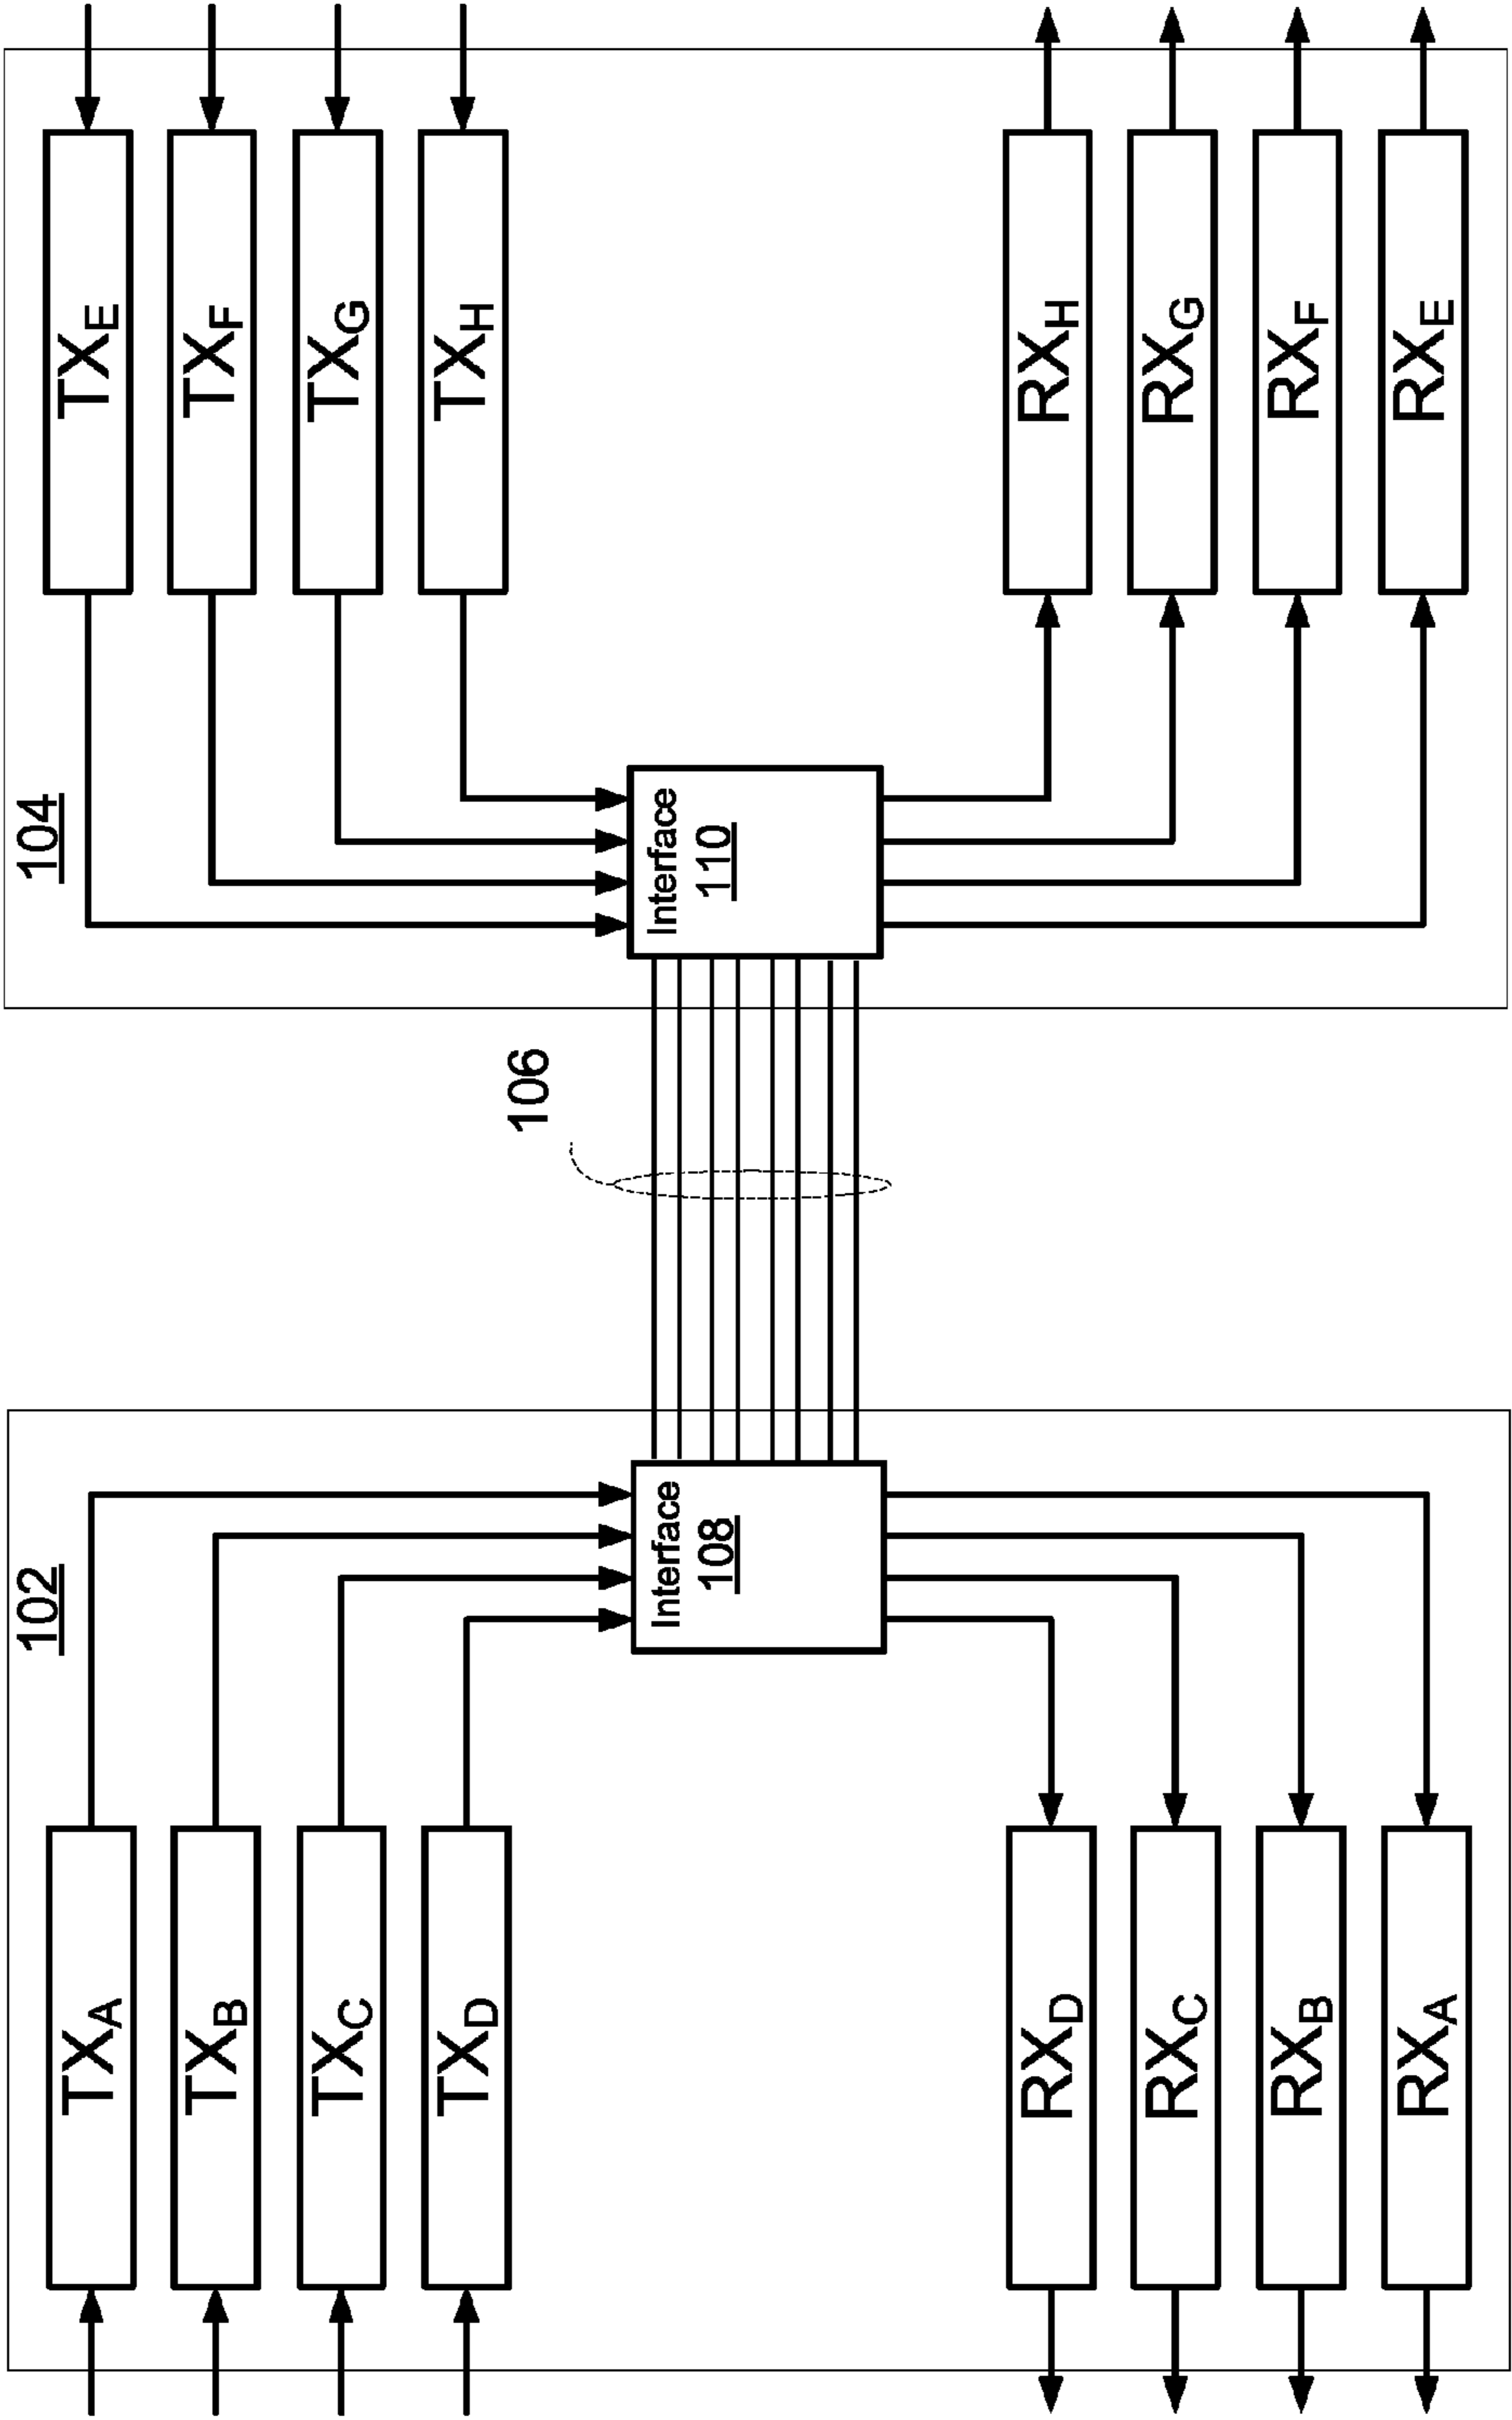 102
TXA
TXB
TXC
TXD
Interface
108
RXD
RXC
RXB
RXA
106
104
TXE
TXF
TXG
TXH
Interface
110
RXH
RXG
RXF
RXE